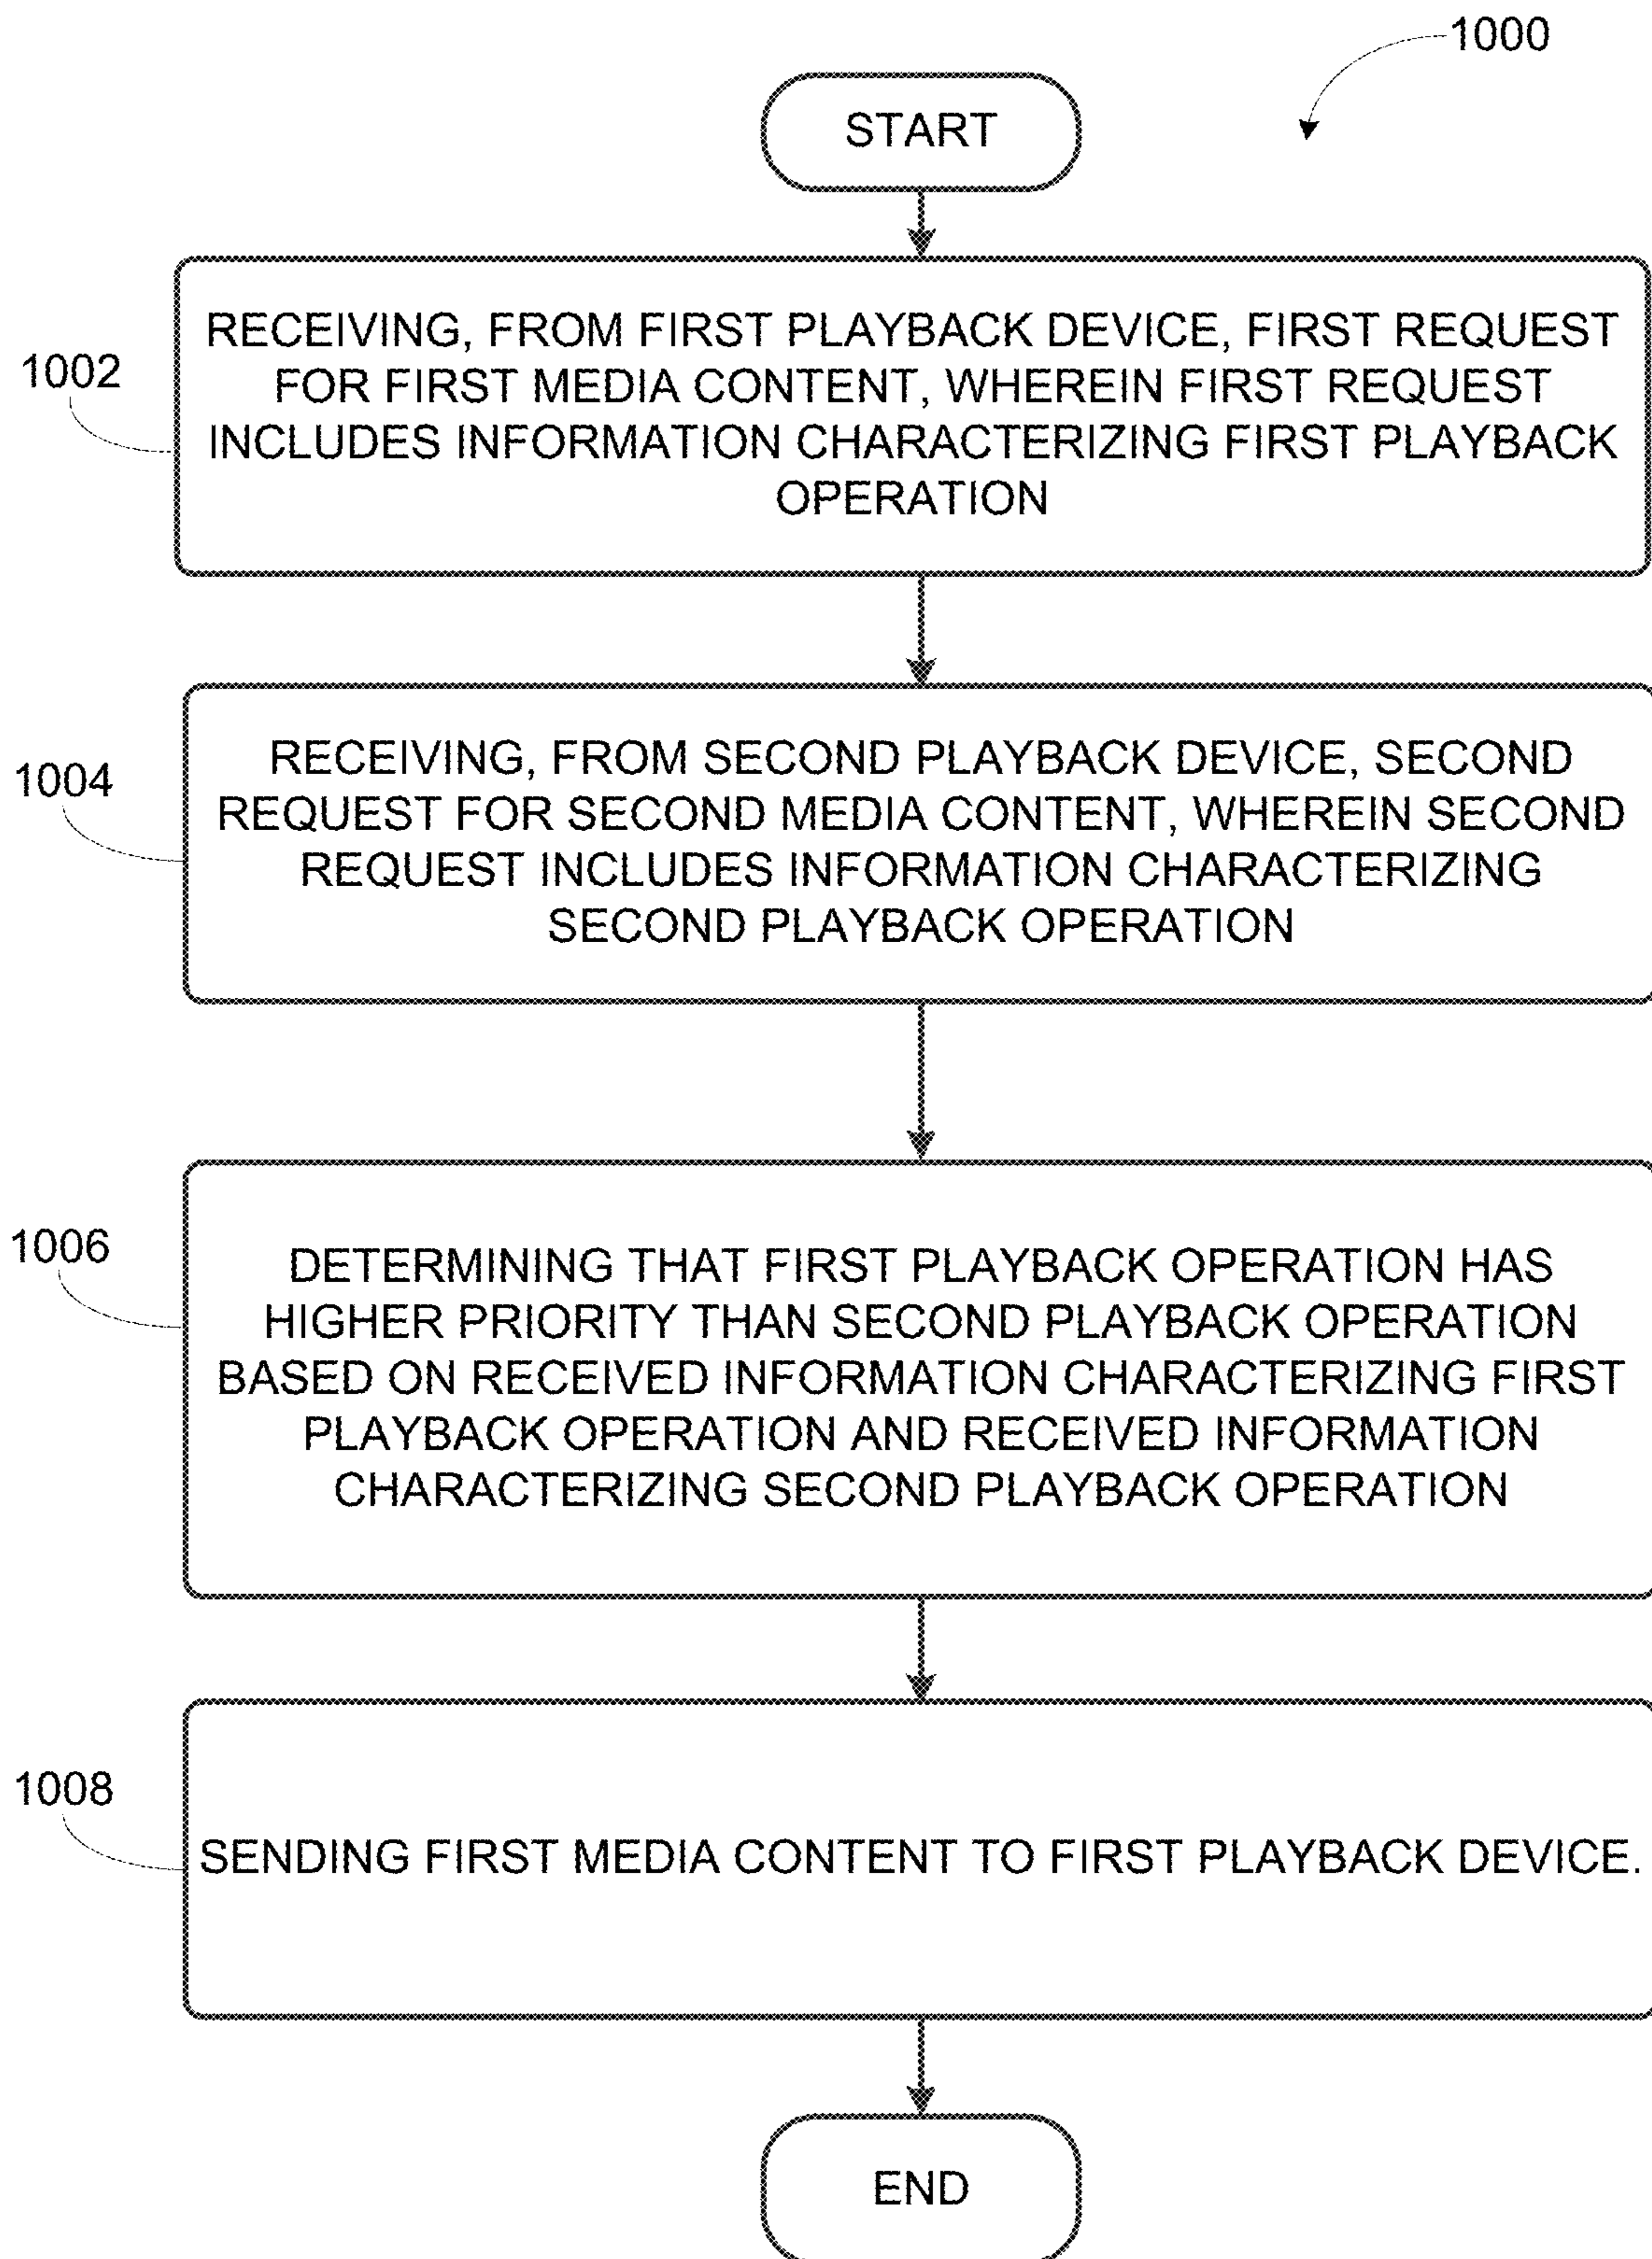 1000
START
1002
RECEIVING, FROM FIRST PLAYBACK DEVICE, FIRST REQUEST
FOR FIRST MEDIA CONTENT, WHEREIN FIRST REQUEST
INCLUDES INFORMATION CHARACTERIZING FIRST PLAYBACK
OPERATION
1004
RECEIVING, FROM SECOND PLAYBACK DEVICE, SECOND
REQUEST FOR SECOND MEDIA CONTENT, WHEREIN SECOND
REQUEST INCLUDES INFORMATION CHARACTERIZING
SECOND PLAYBACK OPERATION
1006
DETERMINING THAT FIRST PLAYBACK OPERATION HAS
HIGHER PRIORITY THAN SECOND PLAYBACK OPERATION
BASED ON RECEIVED INFORMATION CHARACTERIZING FIRST
PLAYBACK OPERATION AND RECEIVED INFORMATION
CHARACTERIZING SECOND PLAYBACK OPERATION
1008
SENDING FIRST MEDIA CONTENT TO FIRST PLAYBACK DEVICE.
END